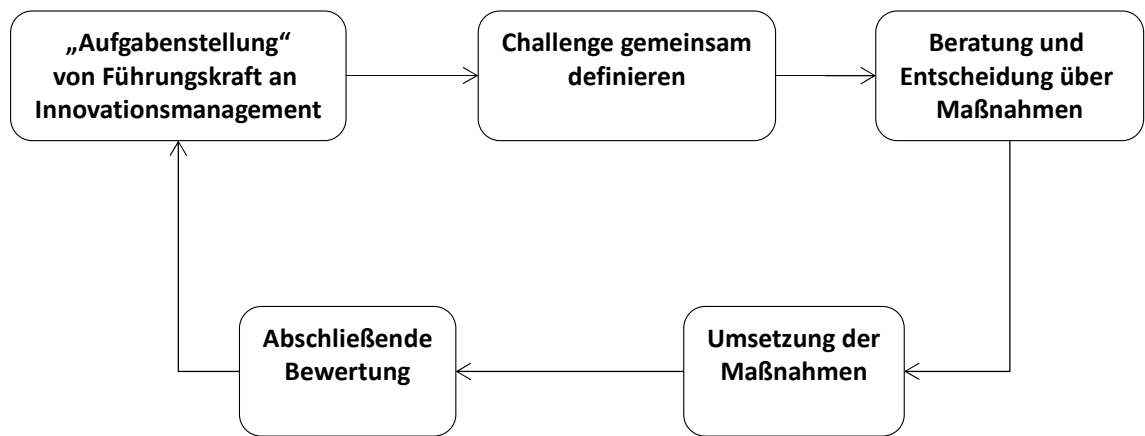 „Aufgabenstellung“
von Führungskraft an
Innovationsmanagement
Challenge gemeinsam
definieren
Beratung und
Entscheidung über
Maßnahmen
Abschließende
Bewertung
Umsetzung der
Maßnahmen